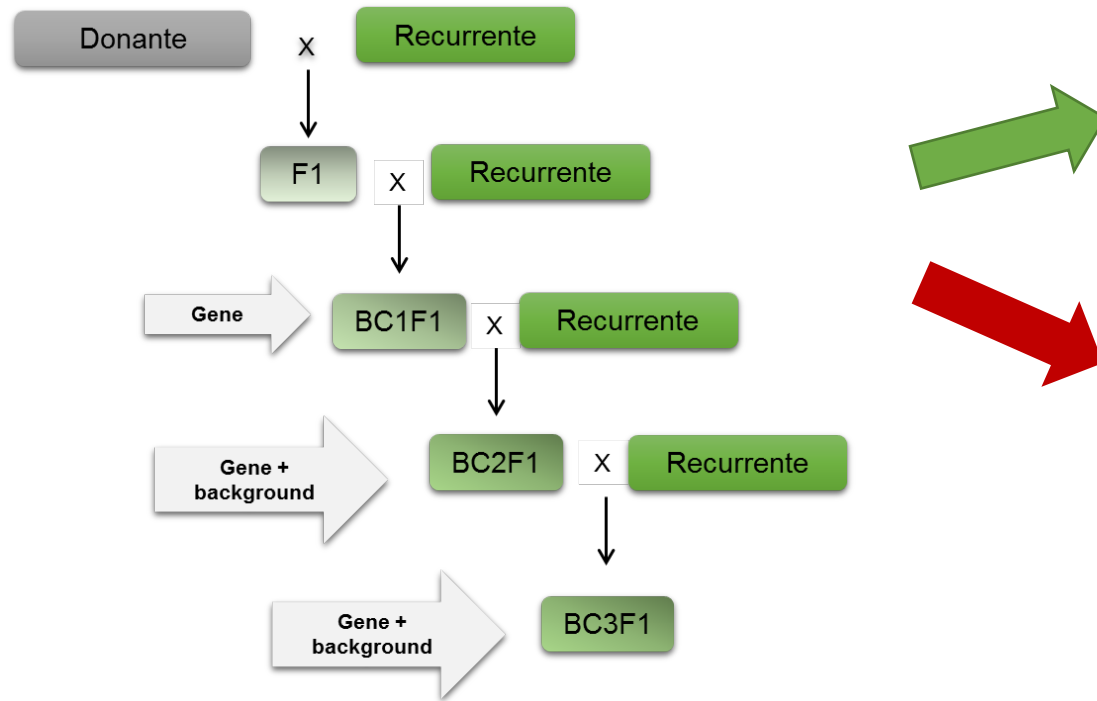 Donante
X
Recurrente
F1
X
Recurrente
Gene
BC1F1
X
Recurrente
Gene +
background
BC2F1
X
Recurrente
Gene +
background
BC3F1